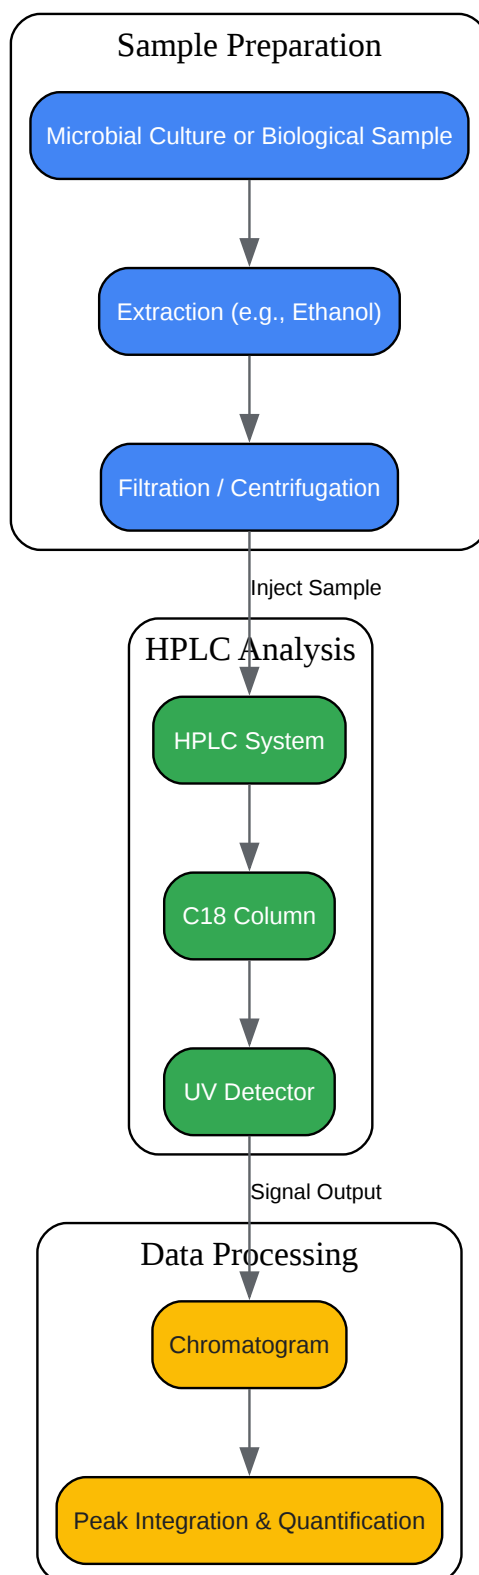 Sample Preparation
Microbial Culture or Biological Sample
Extraction (e.g., Ethanol)
Filtration / Centrifugation
Inject Sample
HPLC Analysis
HPLC System
C18 Column
UV Detector
Signal Output
Data Processing
Chromatogram
Peak Integration & Quantification